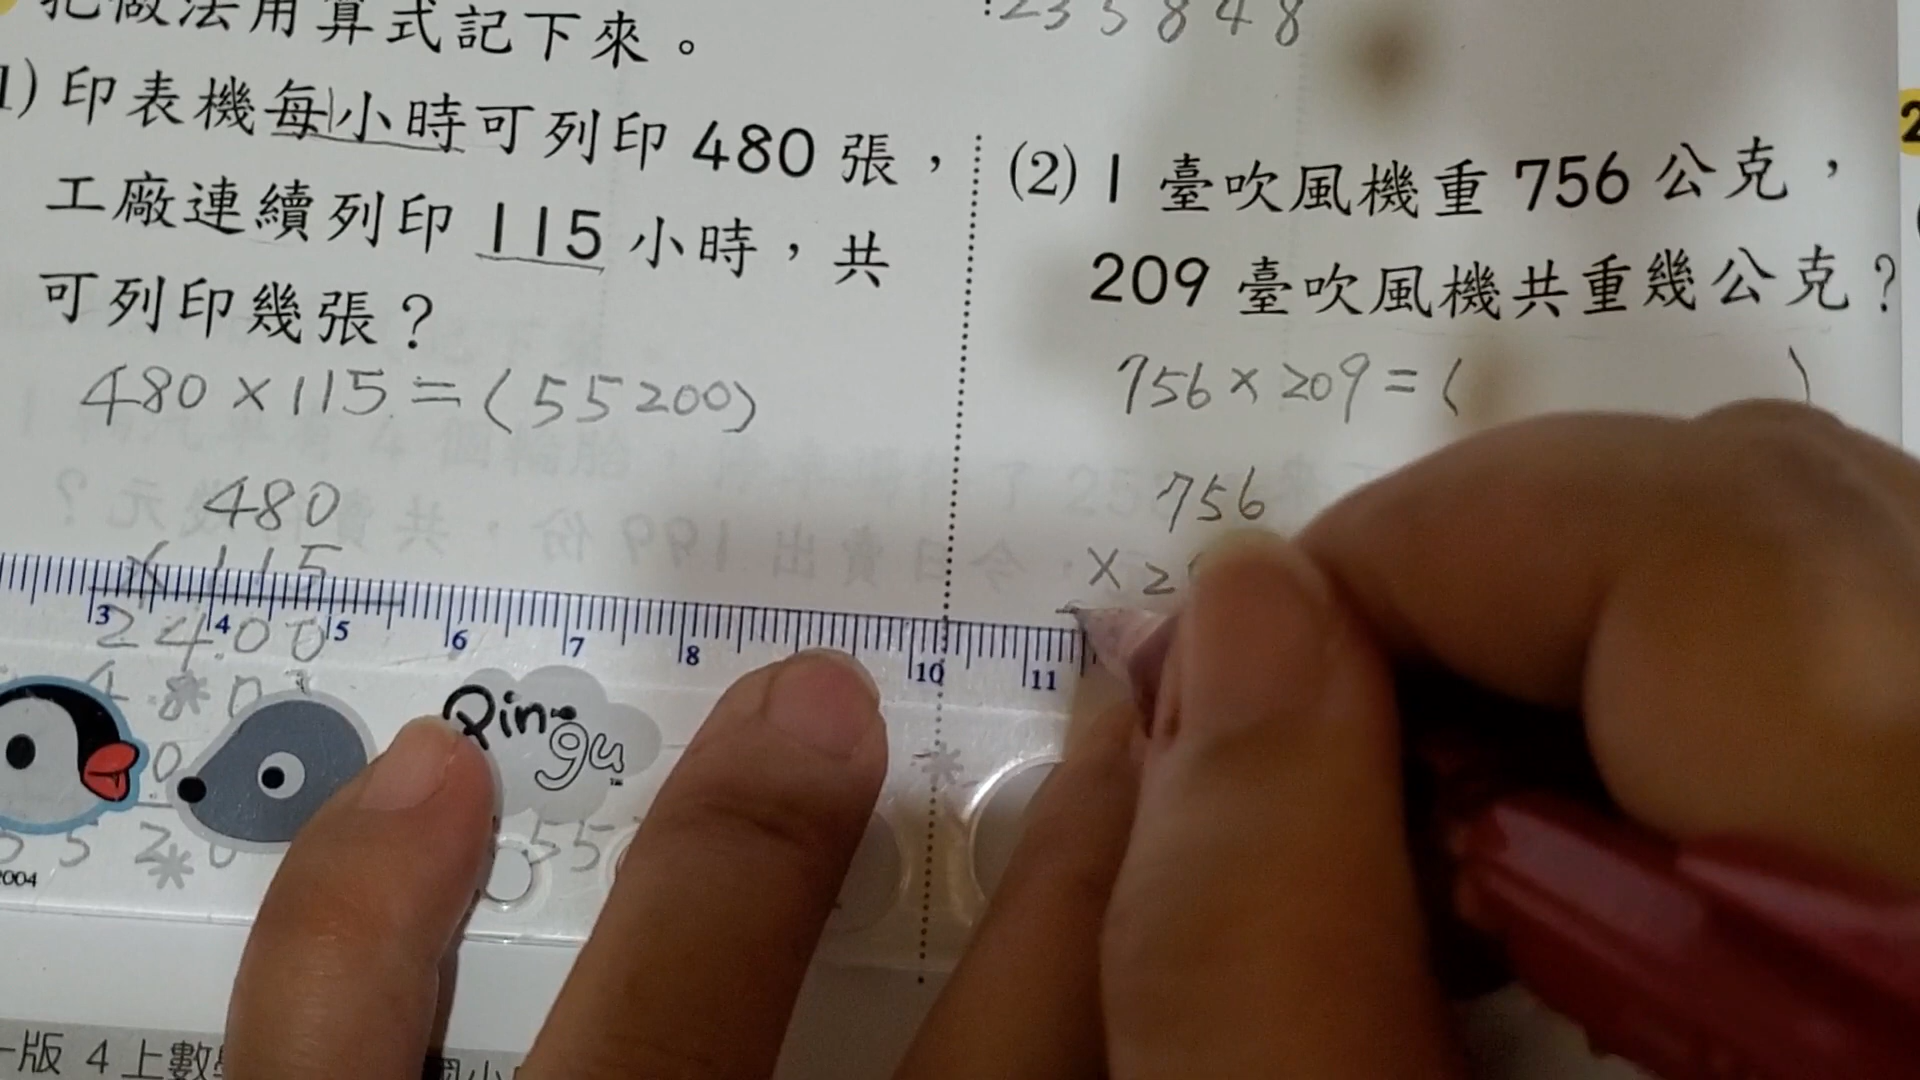 把做法用算式記下來。
1) 印表機每小時可列印 480 張，
工廠連續列印 115 小時，共
可列印幾張？
480×115=(55200)
480
×115
2400
480
5520
235848
(2) 1 臺吹風機重 756 公克，
209 臺吹風機共重幾公克？
756×209=( )
756
×2
3 4 5 6 7 8 10 11
Pingu
2004
版 4 上數
2